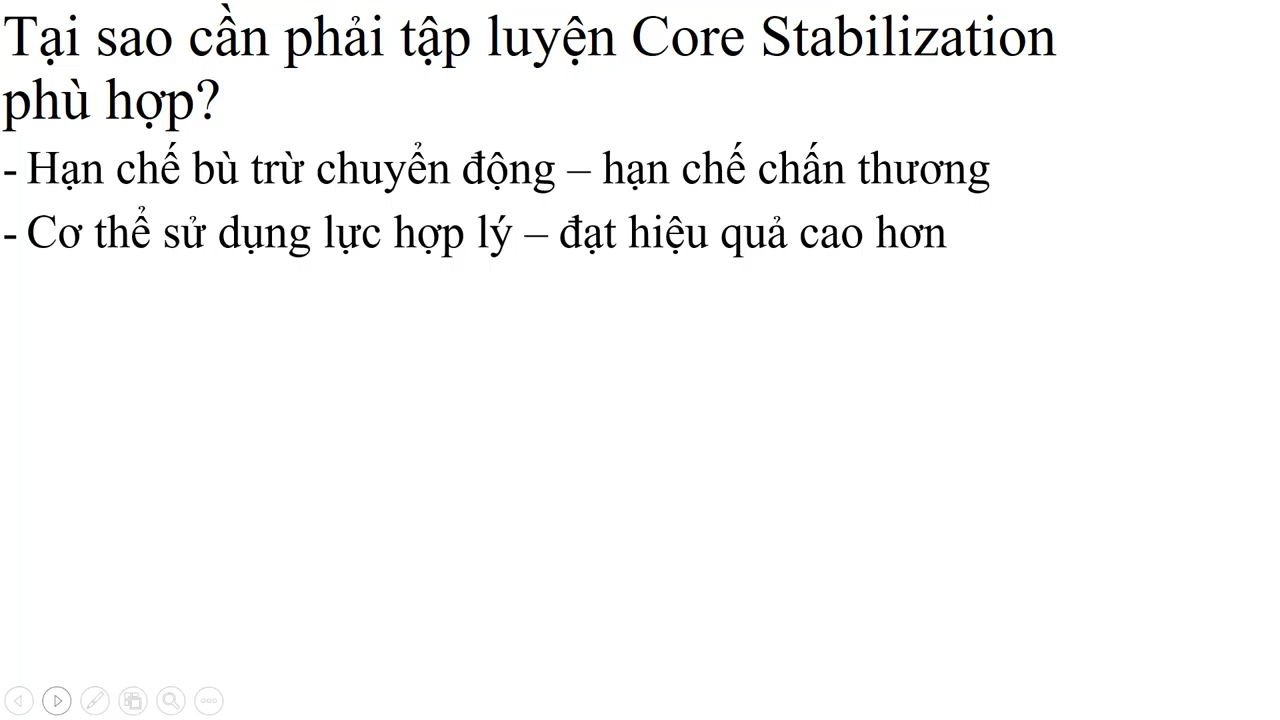 Tại sao cần phải tập luyện Core Stabilization
phù hợp?
- Hạn chế bù trừ chuyển động – hạn chế chấn thương
- Cơ thể sử dụng lực hợp lý – đạt hiệu quả cao hơn